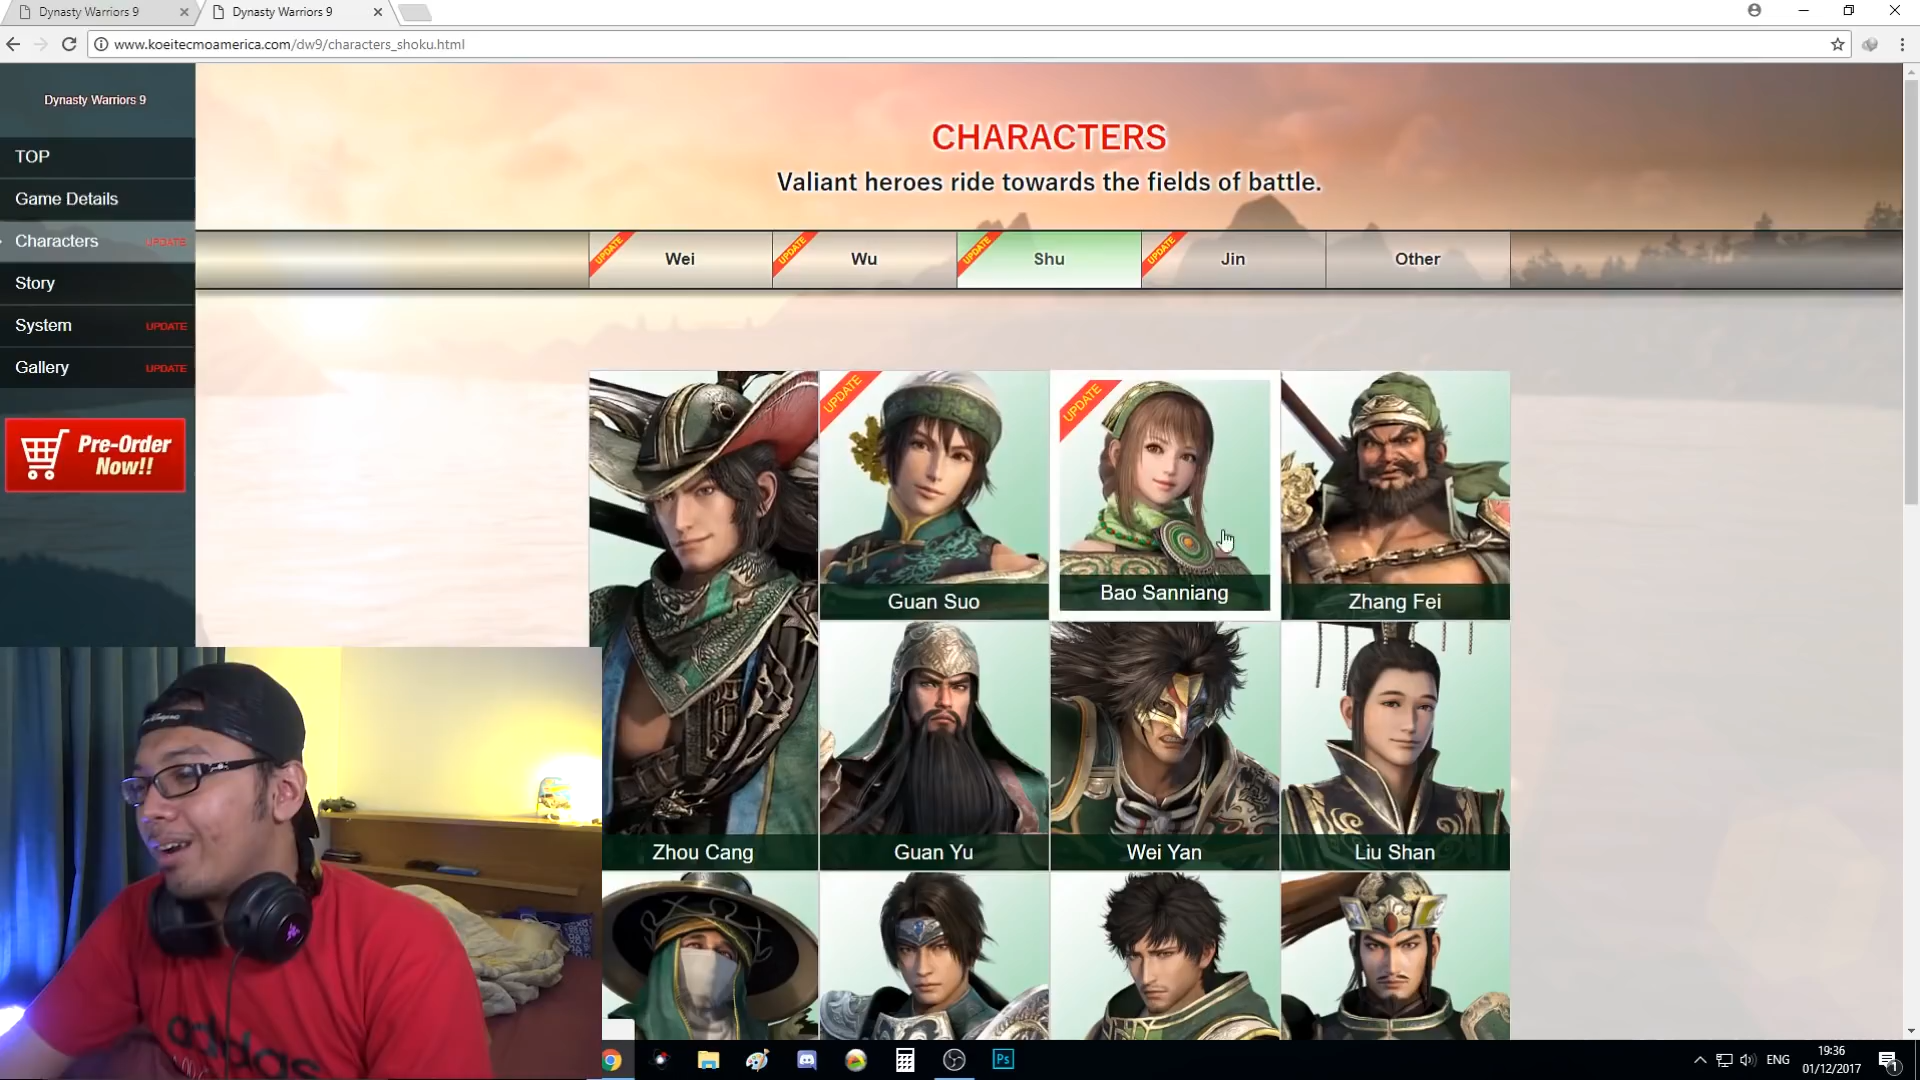 Dynasty Warriors 9
Dynasty Warriors 9
www.koeitecmoamerica.com/dw9/characters_shoku.html
Dynasty Warriors 9
TOP
Game Details
Characters UPDATE
Story
System UPDATE
Gallery UPDATE
Pre-Order
Now!!
CHARACTERS
Valiant heroes ride towards the fields of battle.
UPDATE Wei
UPDATE Wu
UPDATE Shu
UPDATE Jin
Other
UPDATE
UPDATE
Guan Suo
Bao Sanniang
Zhang Fei
Zhou Cang
Guan Yu
Wei Yan
Liu Shan
adidas
Ps
ENG
19:36
01/12/2017
1